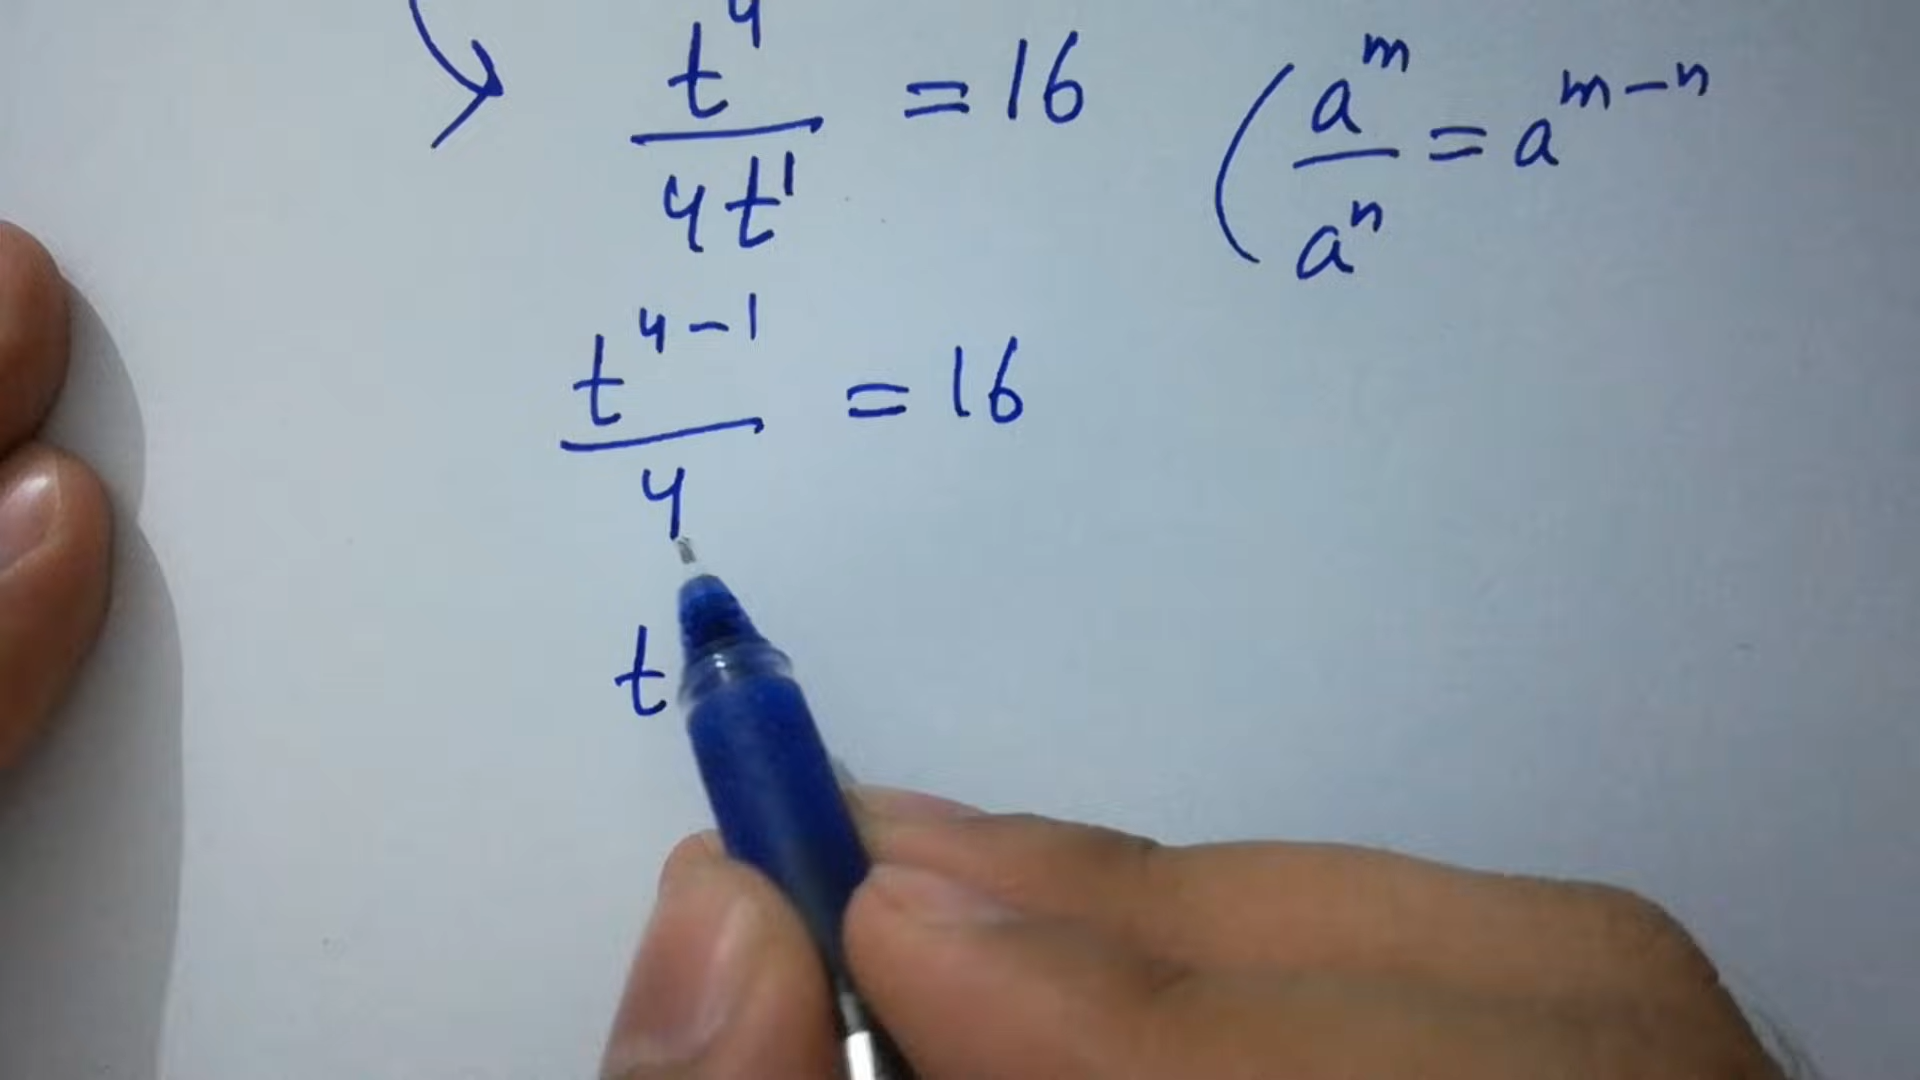 t^4 / 4t^1 = 16 ( a^m / a^n = a^(m-n)
t^(4-1) / 4 = 16
t